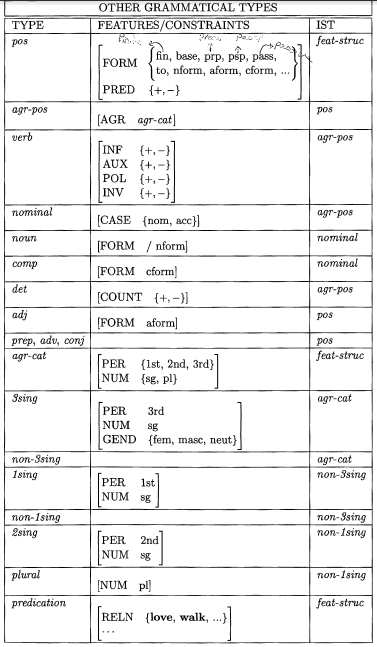 OTHER GRAMMATICAL TYPES
TYPE FEATURES/CONSTRAINTS IST
pos feat-struc
FORM {fin, base, prp, psp, pass,
to, nform, aform, cform, ...}
PRED {+,−}
agr-pos pos
[AGR agr-cat]
verb agr-pos
INF {+,−}
AUX {+,−}
POL {+,−}
INV {+,−}
nominal agr-pos
[CASE {nom, acc}]
noun nominal
[FORM / nform]
comp nominal
[FORM cform]
det agr-pos
[COUNT {+,−}]
adj pos
[FORM aform]
prep, adv, conj pos
agr-cat feat-struc
PER {1st, 2nd, 3rd}
NUM {sg, pl}
3sing agr-cat
PER 3rd
NUM sg
GEND {fem, masc, neut}
non-3sing agr-cat
1sing non-3sing
PER 1st
NUM sg
non-1sing non-3sing
2sing non-1sing
PER 2nd
NUM sg
plural non-1sing
[NUM pl]
predication feat-struc
RELN {love, walk, ...}
...